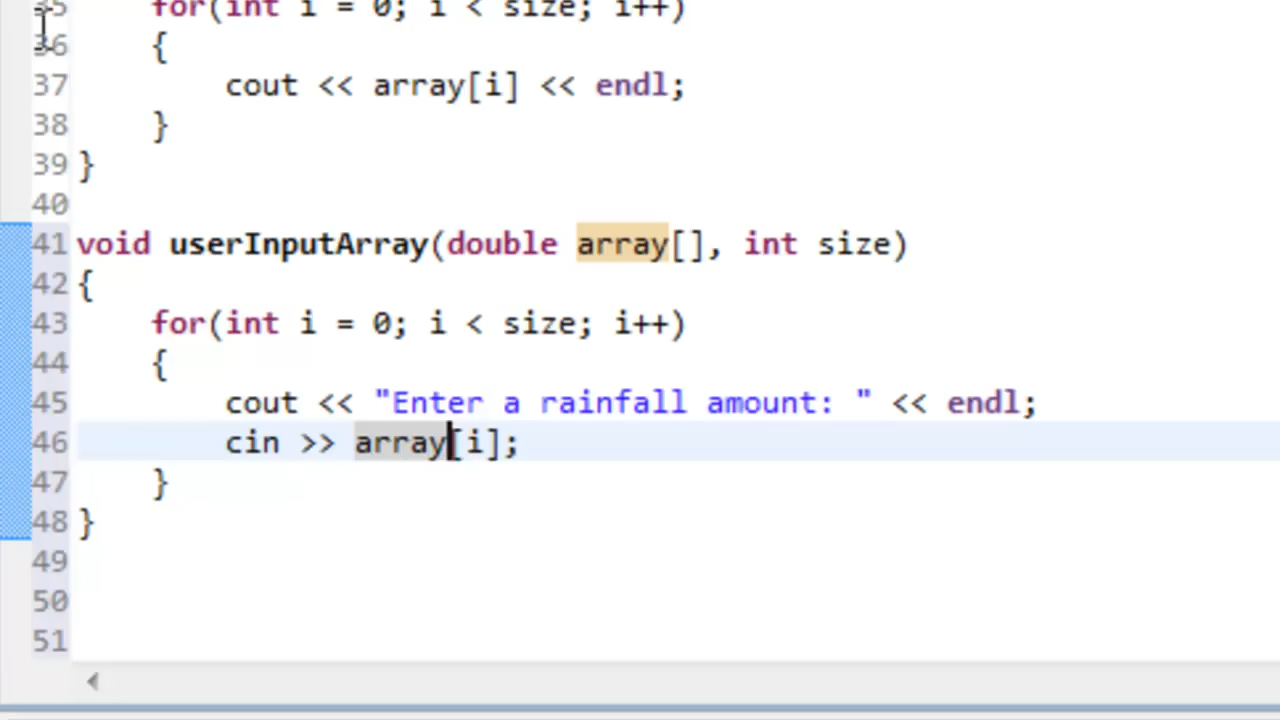 35 for(int i = 0; i < size; i++)
36 {
37 cout << array[i] << endl;
38 }
39 }
40
41 void userInputArray(double array[], int size)
42 {
43 for(int i = 0; i < size; i++)
44 {
45 cout << "Enter a rainfall amount: " << endl;
46 cin >> array[i];
47 }
48 }
49
50
51